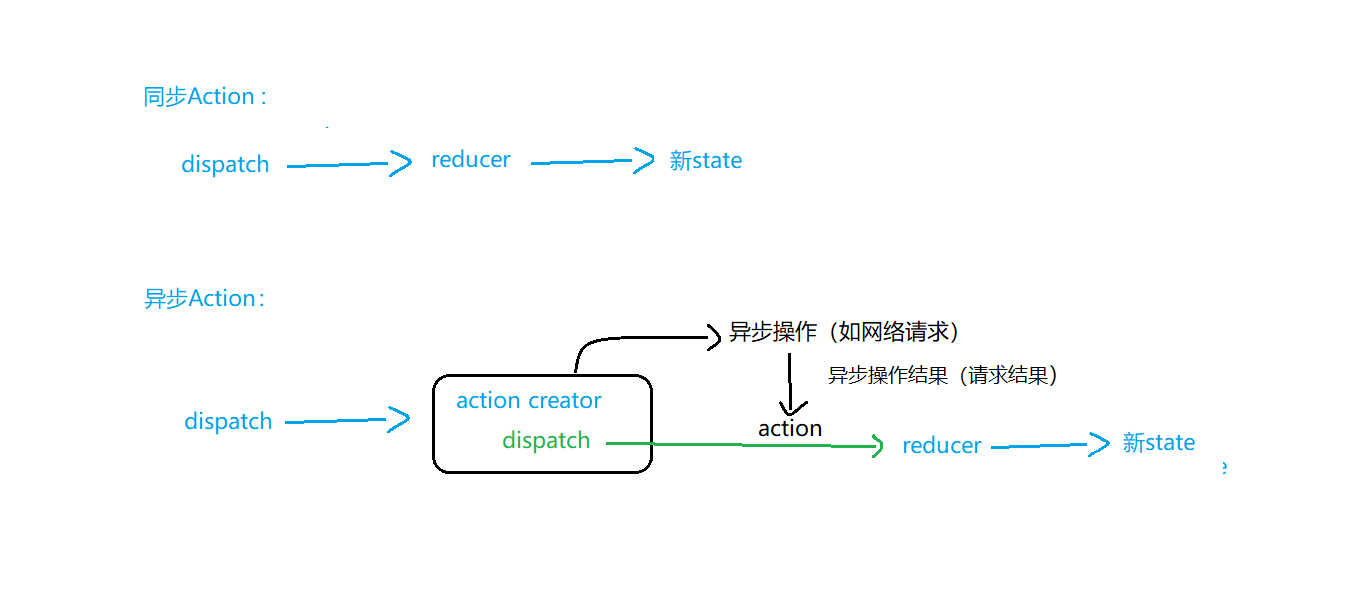 同步Action :
dispatch
reducer
新state
异步Action :
异步操作（如网络请求）
异步操作结果（请求结果）
action creator
dispatch
dispatch
action
reducer
新state
e